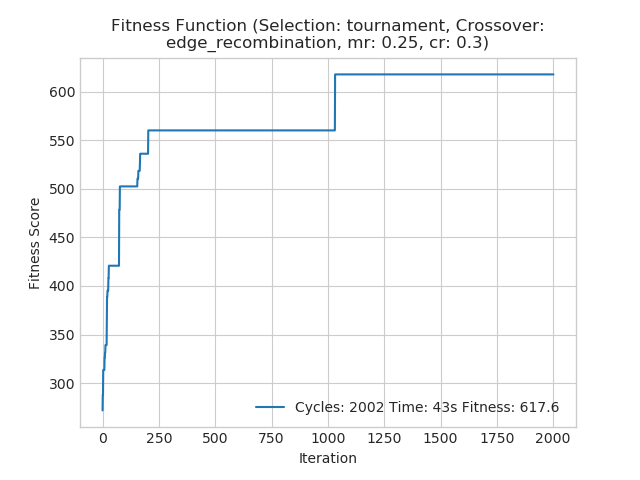 Fitness Function (Selection: tournament, Crossover:
edge_recombination, mr: 0.25, cr: 0.3)
600
550
500
450
400
350
300
Fitness Score
Cycles: 2002 Time: 43s Fitness: 617.6
0 250 500 750 1000 1250 1500 1750 2000
Iteration